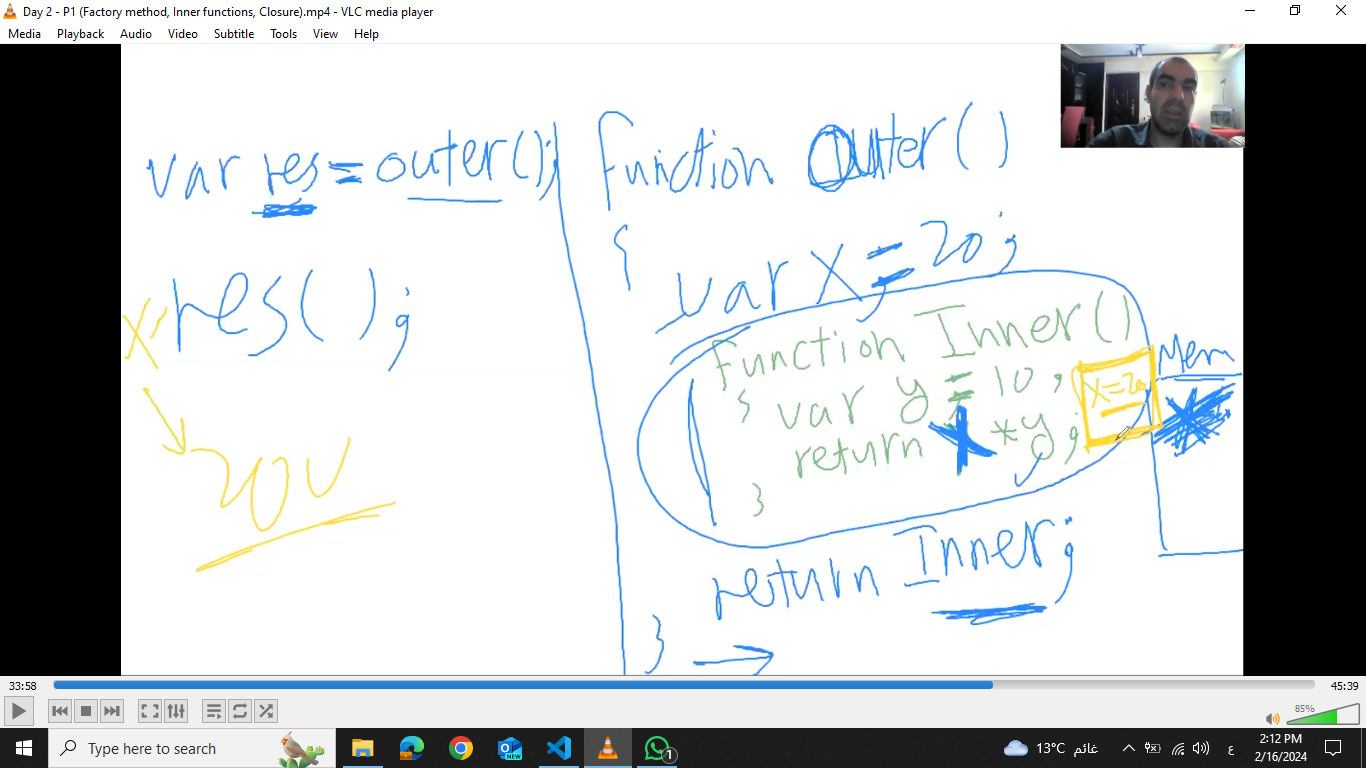 Day 2 - P1 (Factory method, Inner functions, Closure).mp4 - VLC media player
Media Playback Audio Video Subtitle Tools View Help
var res = outer();
res();
X
200
function Outer()
{
var X = 20;
Function Inner()
{ var y = 10;
return X * y;
}
X=20
return Inner;
}
Mem
33:58
45:39
85%
Type here to search
NEW
1
13°C غائم
ع
2:12 PM
2/16/2024